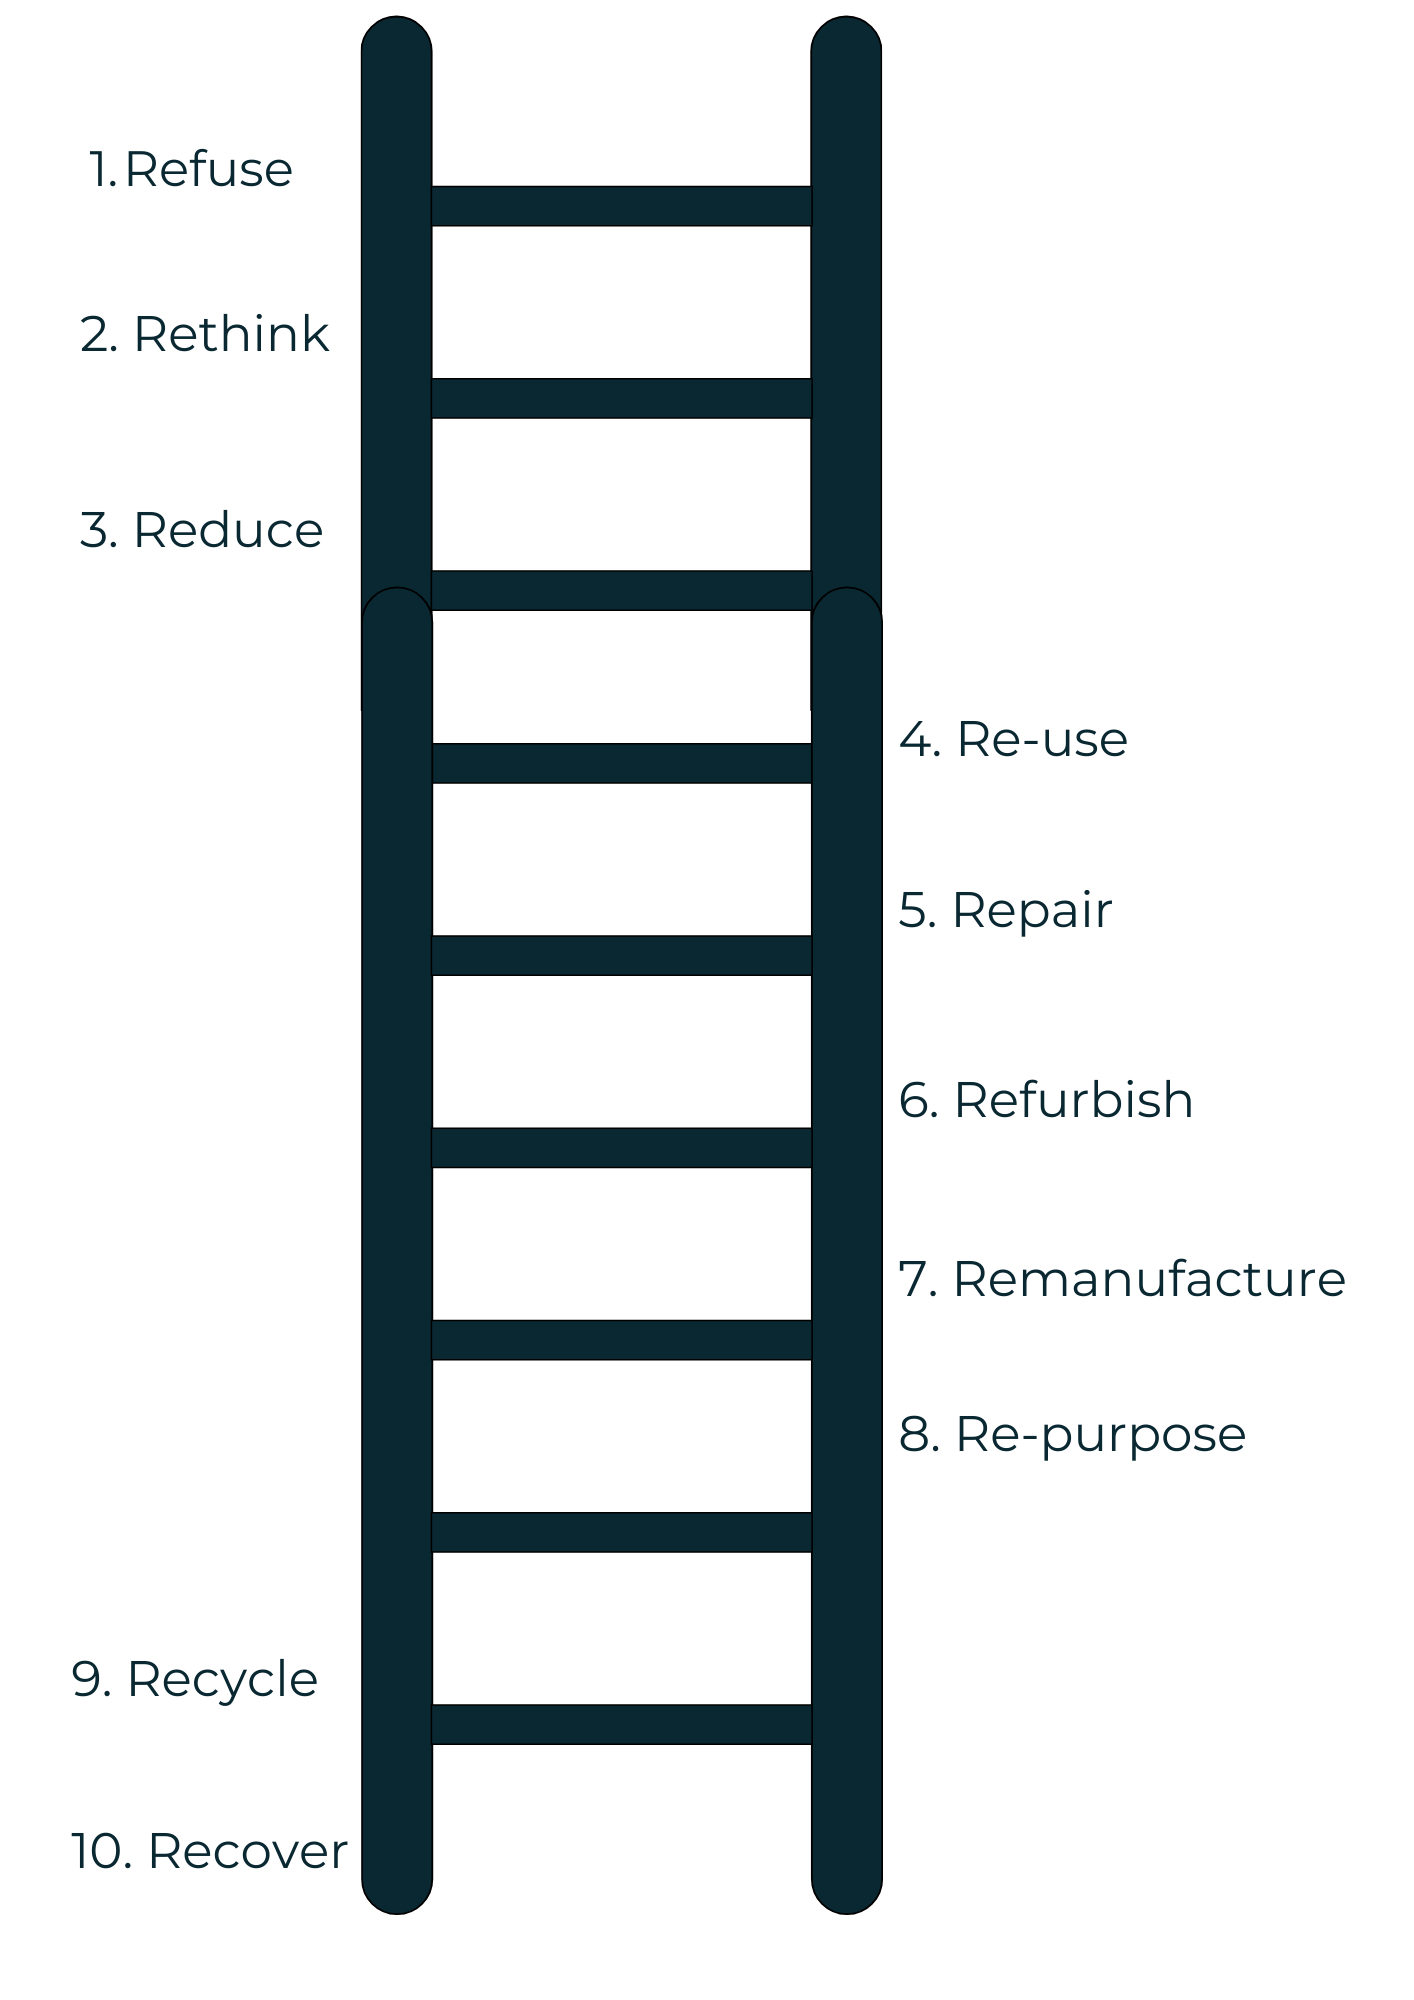 1. Refuse
2. Rethink
3. Reduce
4. Re-use
5. Repair
6. Refurbish
7. Remanufacture
8. Re-purpose
9. Recycle
10. Recover